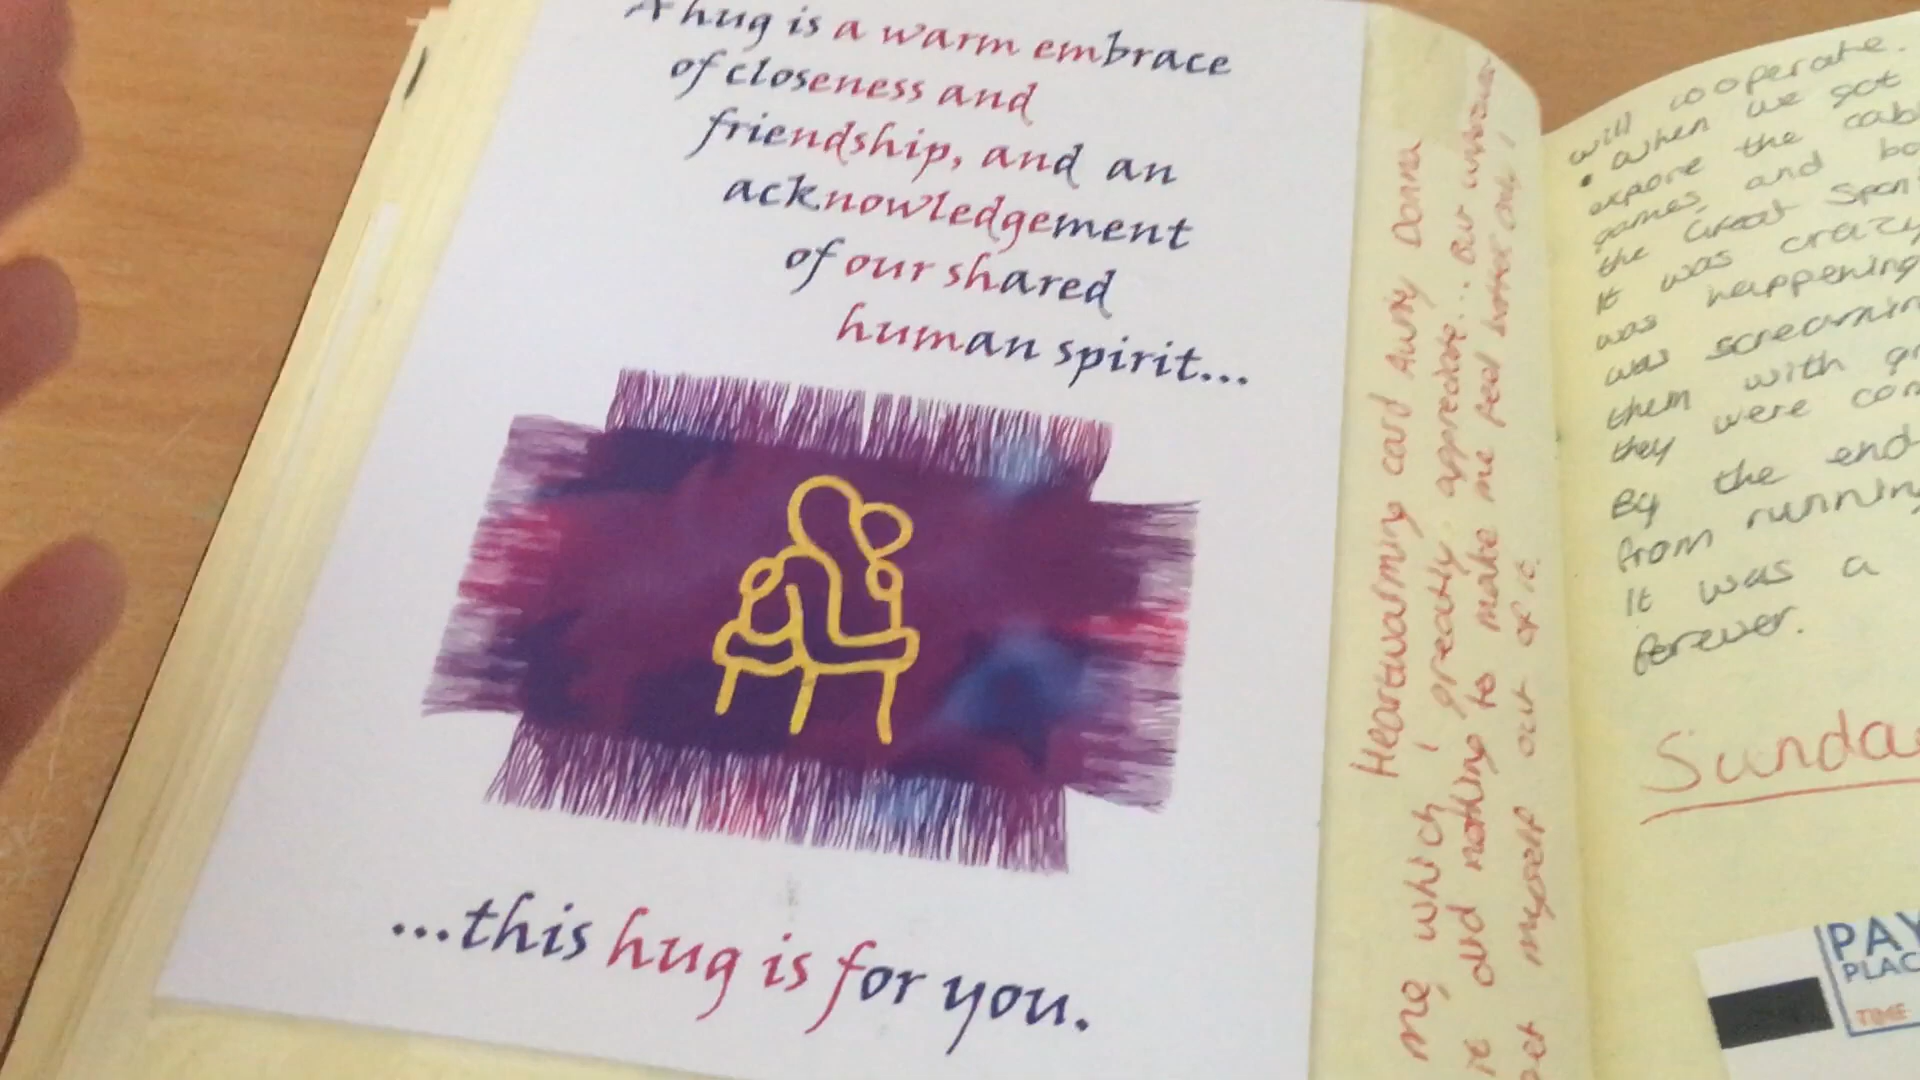 A hug is a warm embrace
of closeness and
friendship, and an
acknowledgement
of our shared
human spirit...
...this hug is for you.
Heartwarming card Aunty Donna
me which i greatly appreciate... But
did nothing to make me feel better only
myself out of it.
will cooperate.
• When we got
expore the
games and
the Great
It was crazy
was happening
was
them with
they were
By the end
from running
It was a
forever.
Sunda
PAY
PLAC
TIME